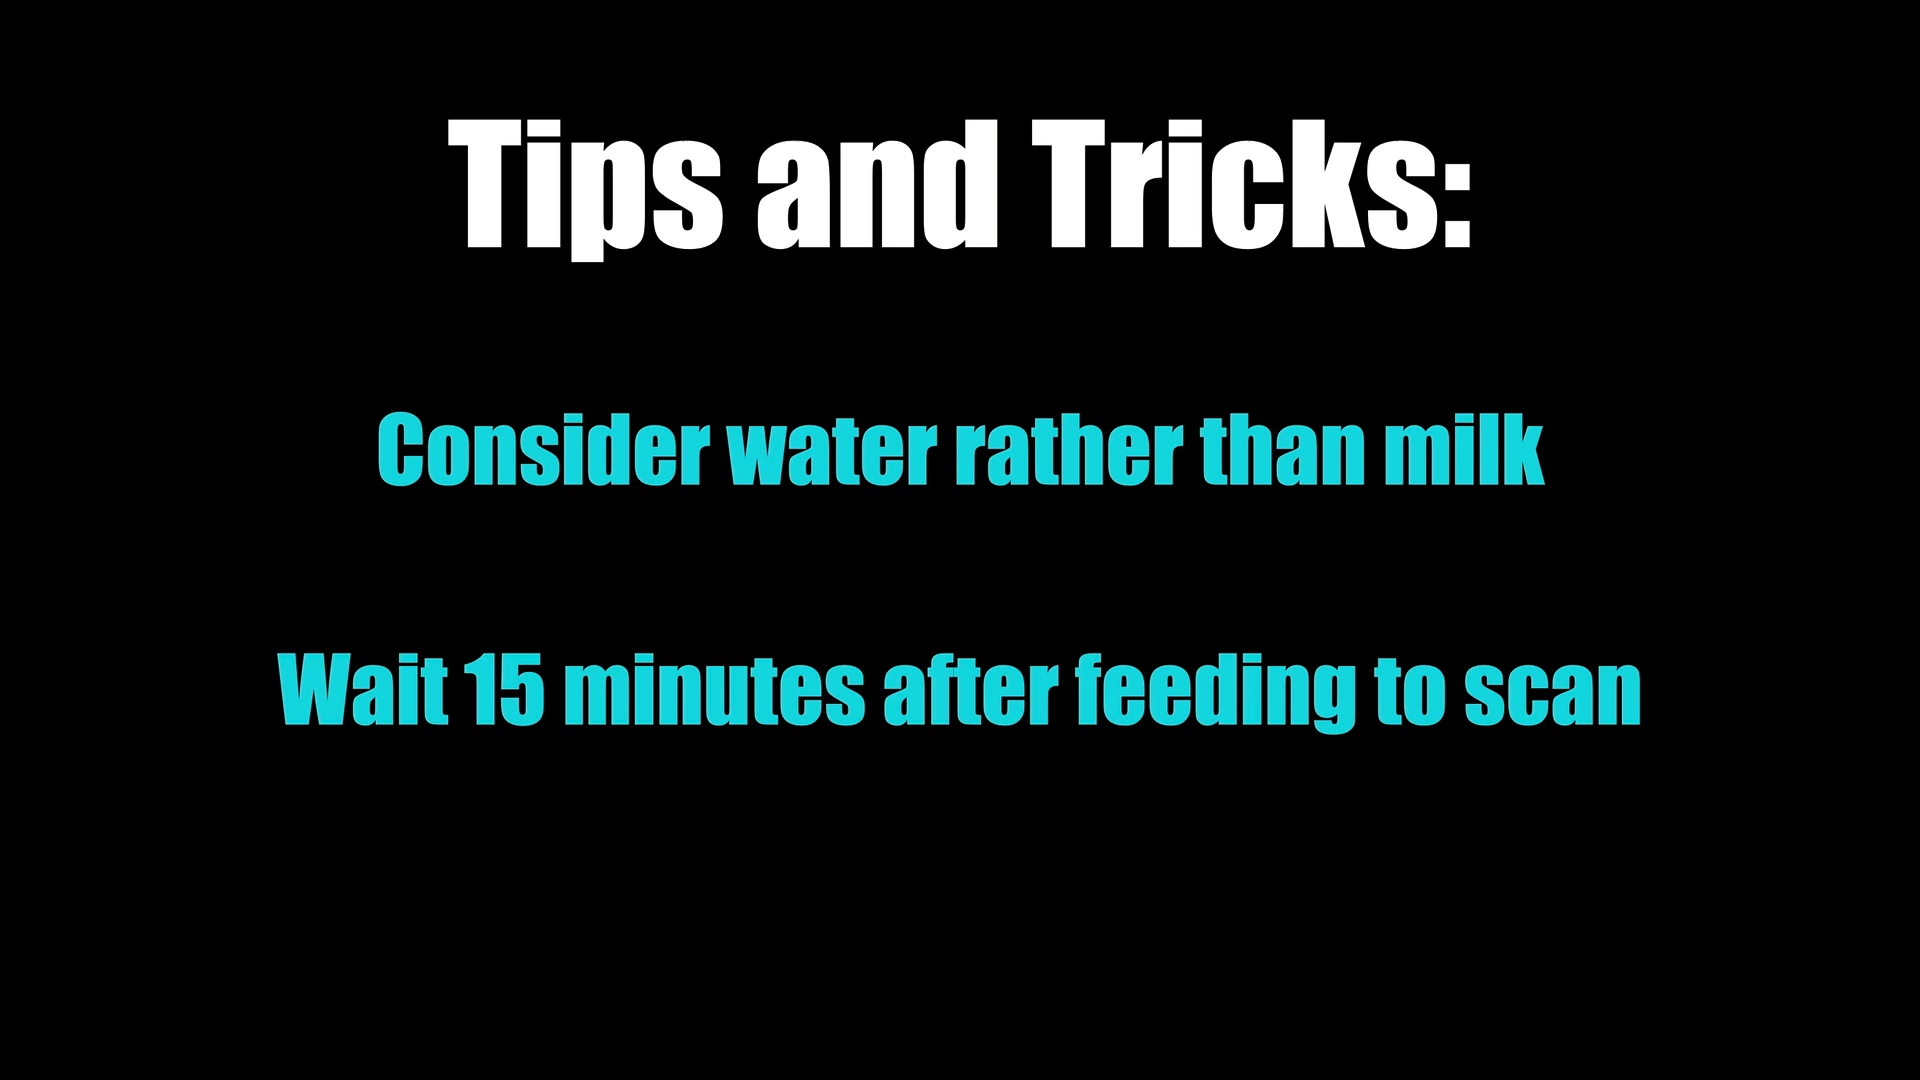 Tips and Tricks:
Consider water rather than milk
Wait 15 minutes after feeding to scan